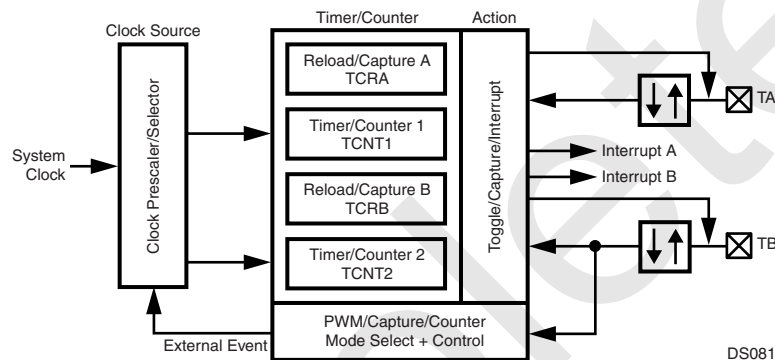 Timer/Counter
Action
Clock Source
Reload/Capture A
TCRA
TA
Clock Prescaler/Selector
Timer/Counter 1
TCNT1
Toggle/Capture/Interrupt
System
Clock
Interrupt A
Interrupt B
Reload/Capture B
TCRB
Timer/Counter 2
TCNT2
TB
PWM/Capture/Counter
Mode Select + Control
External Event
DS081